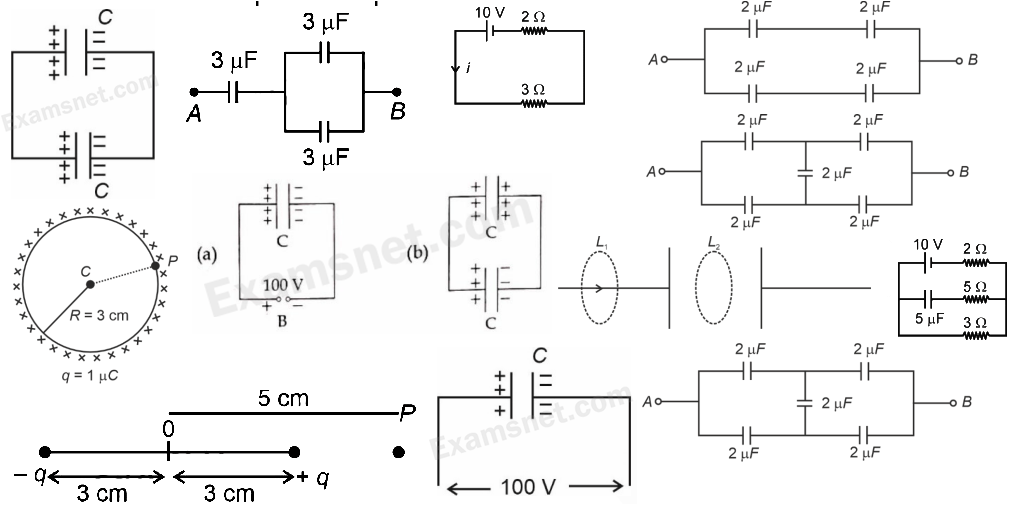 C
+ + + +
− − − −
+ + + +
− − − −
C
3 μF
3 μF
A
B
3 μF
10 V
2 Ω
i
3 Ω
2 μF
2 μF
A
B
2 μF
2 μF
2 μF
2 μF
A
2 μF
B
2 μF
2 μF
C
P
R = 3 cm
q = 1 μC
(a)
C
100 V
+ −
B
(b)
C
C
L₁
L₂
10 V
2 Ω
5 Ω
5 μF
3 Ω
2 μF
2 μF
A
2 μF
B
2 μF
2 μF
5 cm
P
0
− q
+ q
3 cm
3 cm
C
100 V
Examsnet.com
Examsnet.com
Examsnet.com